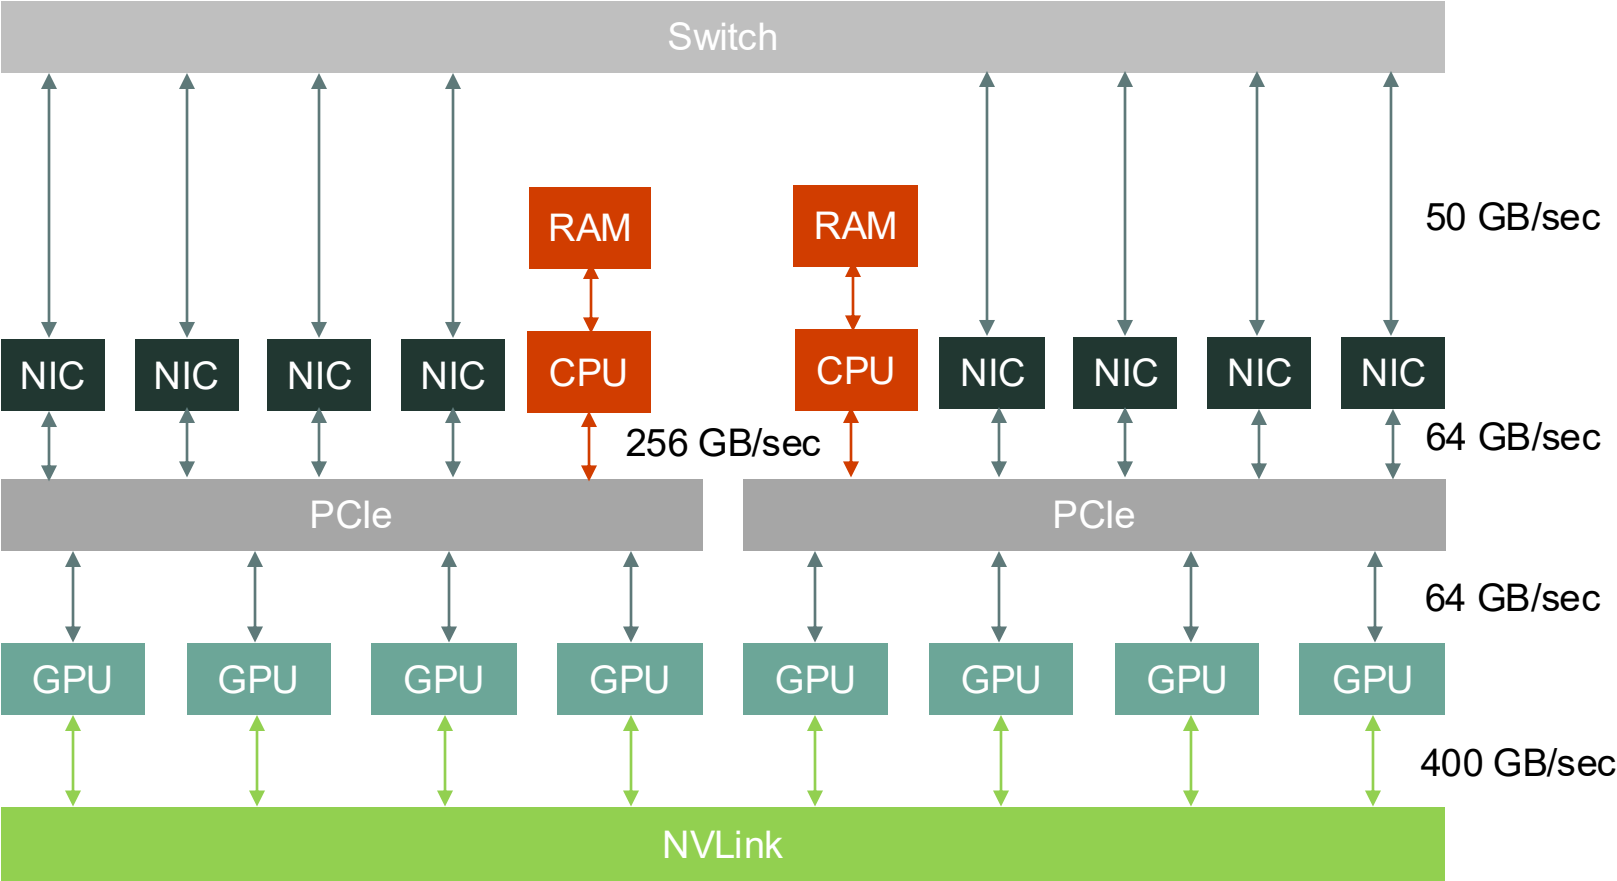 Switch
RAM
RAM
50 GB/sec
NIC
NIC
NIC
NIC
CPU
CPU
NIC
NIC
NIC
NIC
256 GB/sec
64 GB/sec
PCIe
PCIe
64 GB/sec
GPU
GPU
GPU
GPU
GPU
GPU
GPU
GPU
400 GB/sec
NVLink